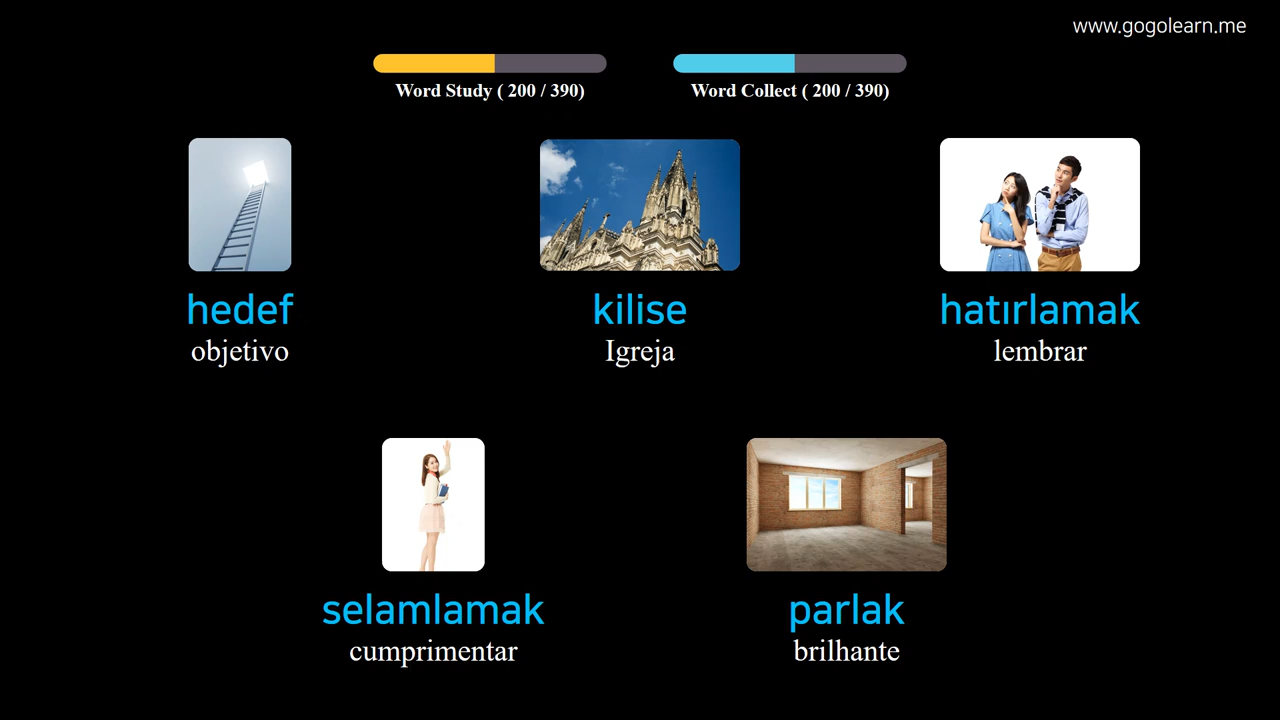 www.gogolearn.me
Word Study ( 200 / 390)
Word Collect ( 200 / 390)
hedef
objetivo
kilise
Igreja
hatırlamak
lembrar
selamlamak
cumprimentar
parlak
brilhante